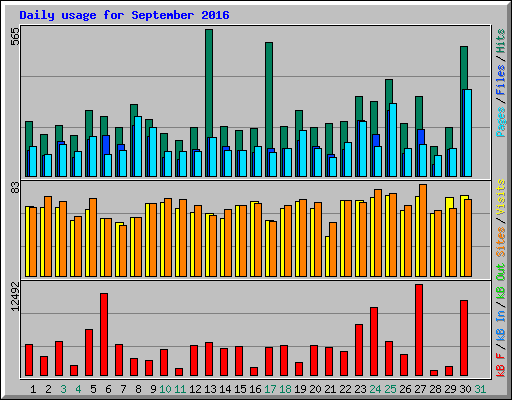 Daily usage for September 2016
565
83
12492
Pages / Files / Hits
Sites / Visits
kB F / kB In / kB Out
1 2 3 4 5 6 7 8 9 10 11 12 13 14 15 16 17 18 19 20 21 22 23 24 25 26 27 28 29 30 31